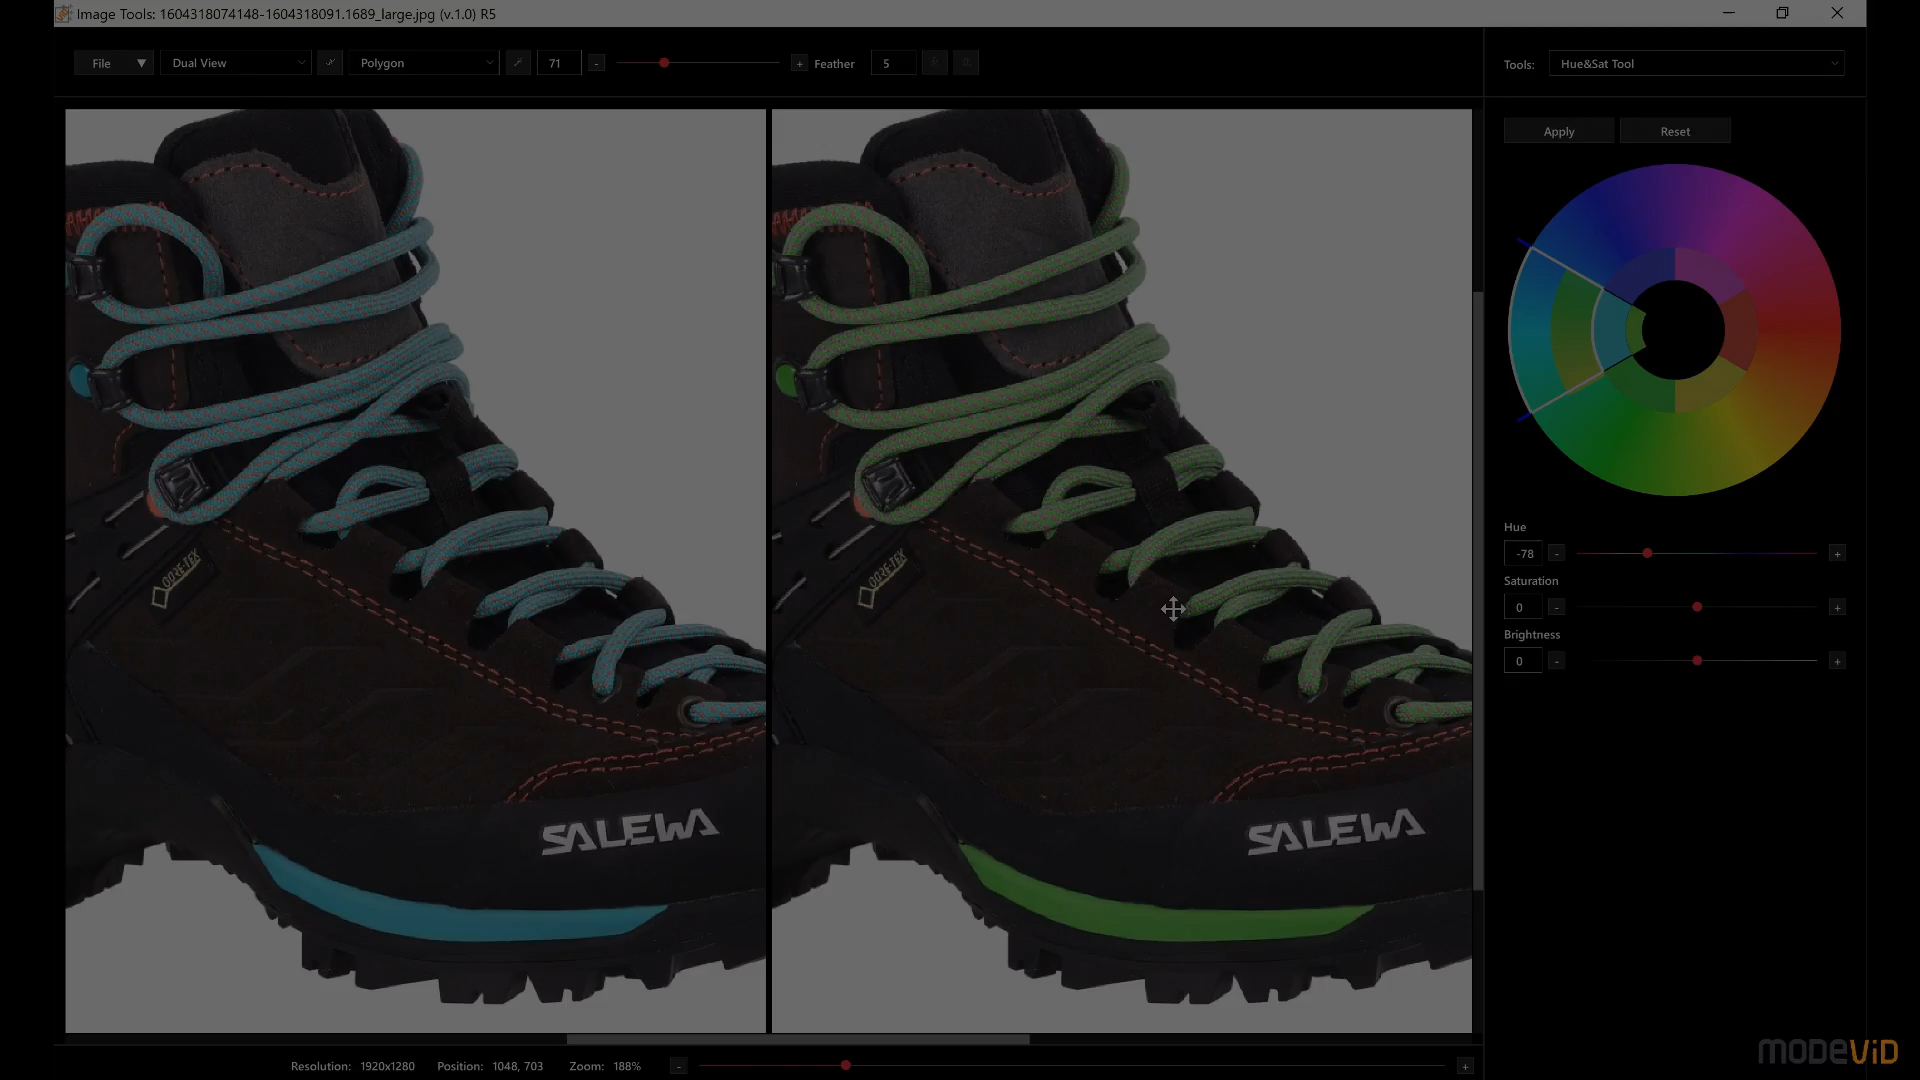 Image Tools: 1604318074148-1604318091.1689_large.jpg (v.1.0) R5
File Dual View Polygon 71 - + Feather 5
Tools: Hue&Sat Tool
Apply Reset
GORE-TEX GORE-TEX
Hue
-78 - +
Saturation
0 - +
Brightness
0 - +
SALEWA SALEWA
MODEViD
Resolution: 1920x1280 Position: 1048, 703 Zoom: 188% - +